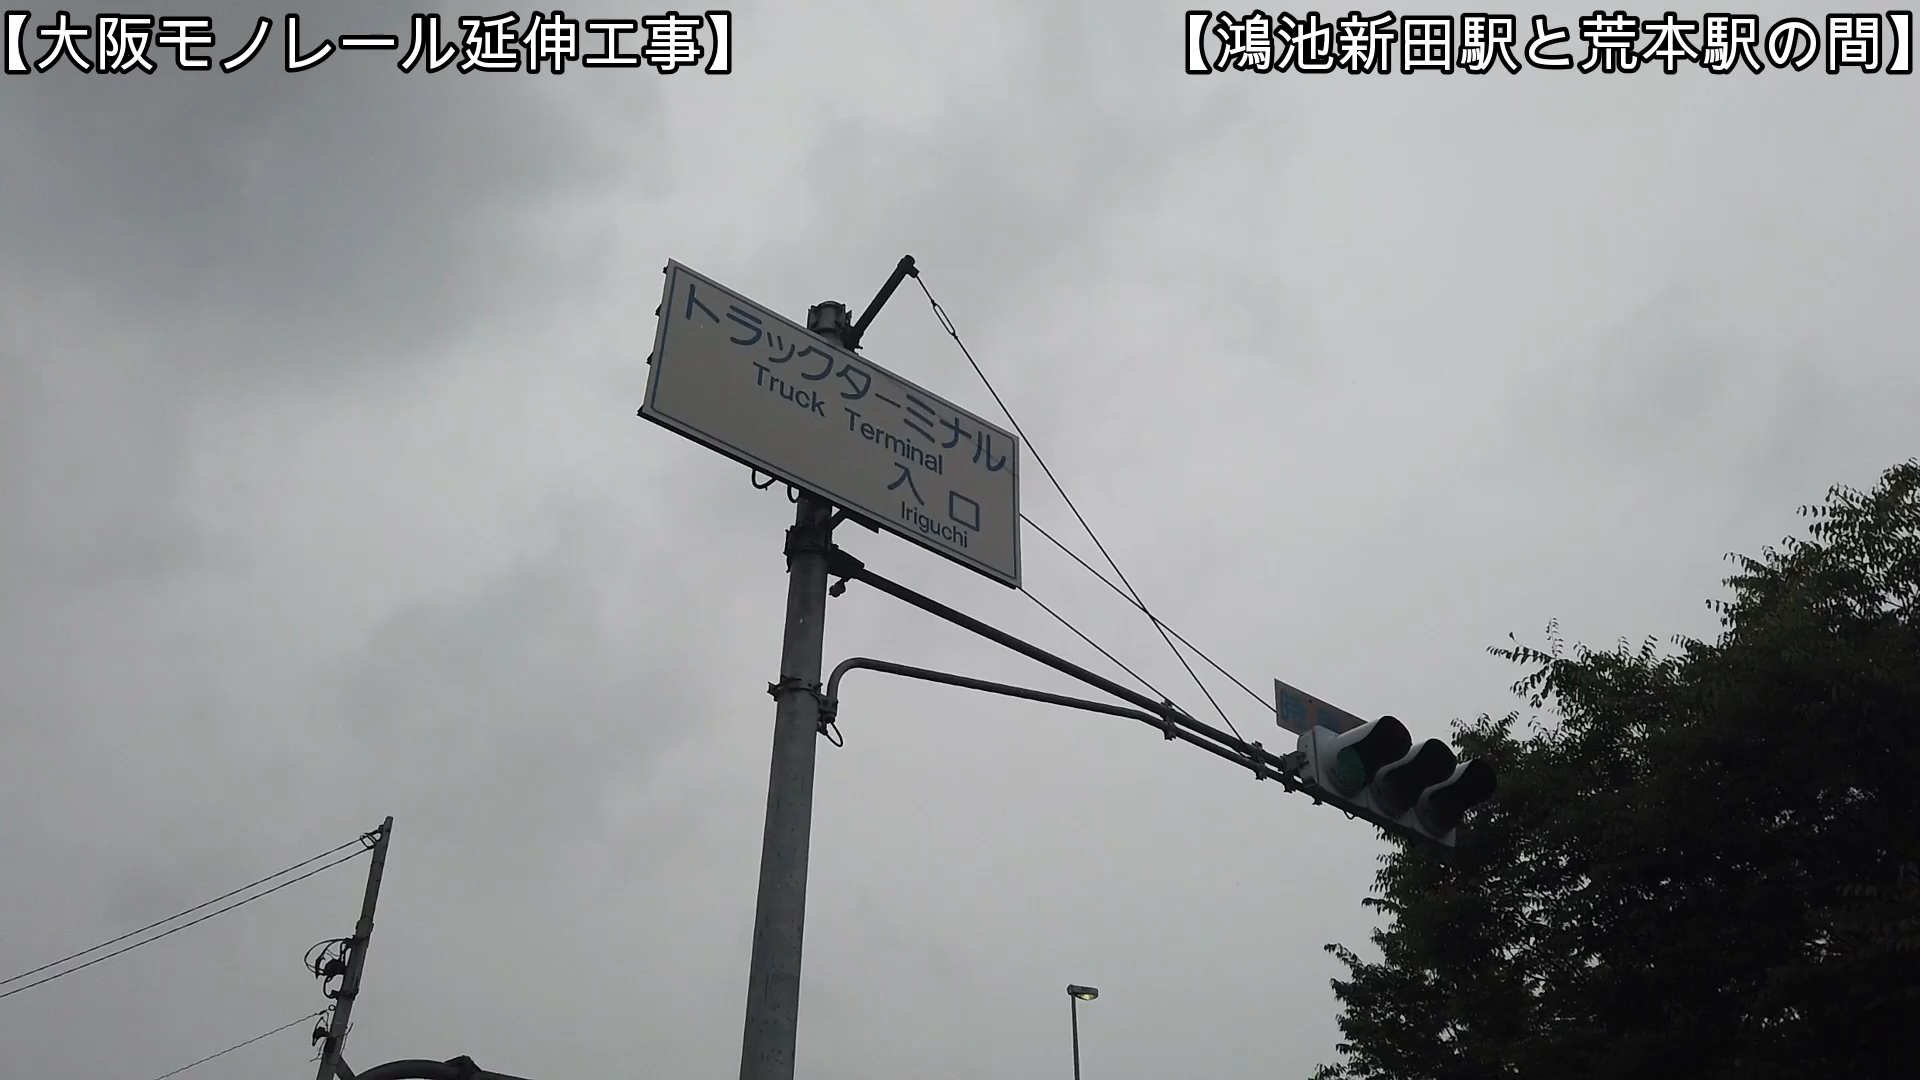 【大阪モノレール延伸工事】
【鴻池新田駅と荒本駅の間】
トラックターミナル
Truck Terminal
入口
Iriguchi